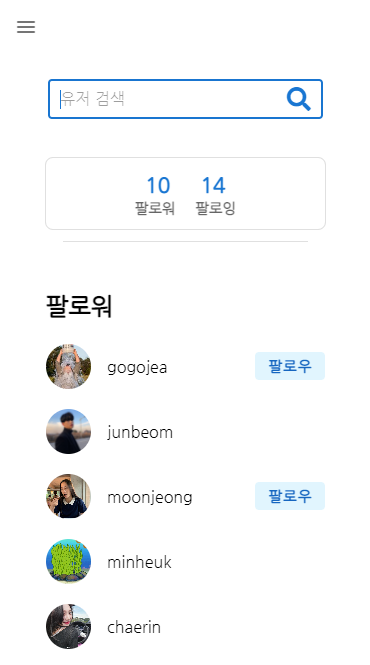 유저 검색
10 14
팔로워 팔로잉
팔로워
gogojea 팔로우
junbeom
moonjeong 팔로우
minheuk
chaerin